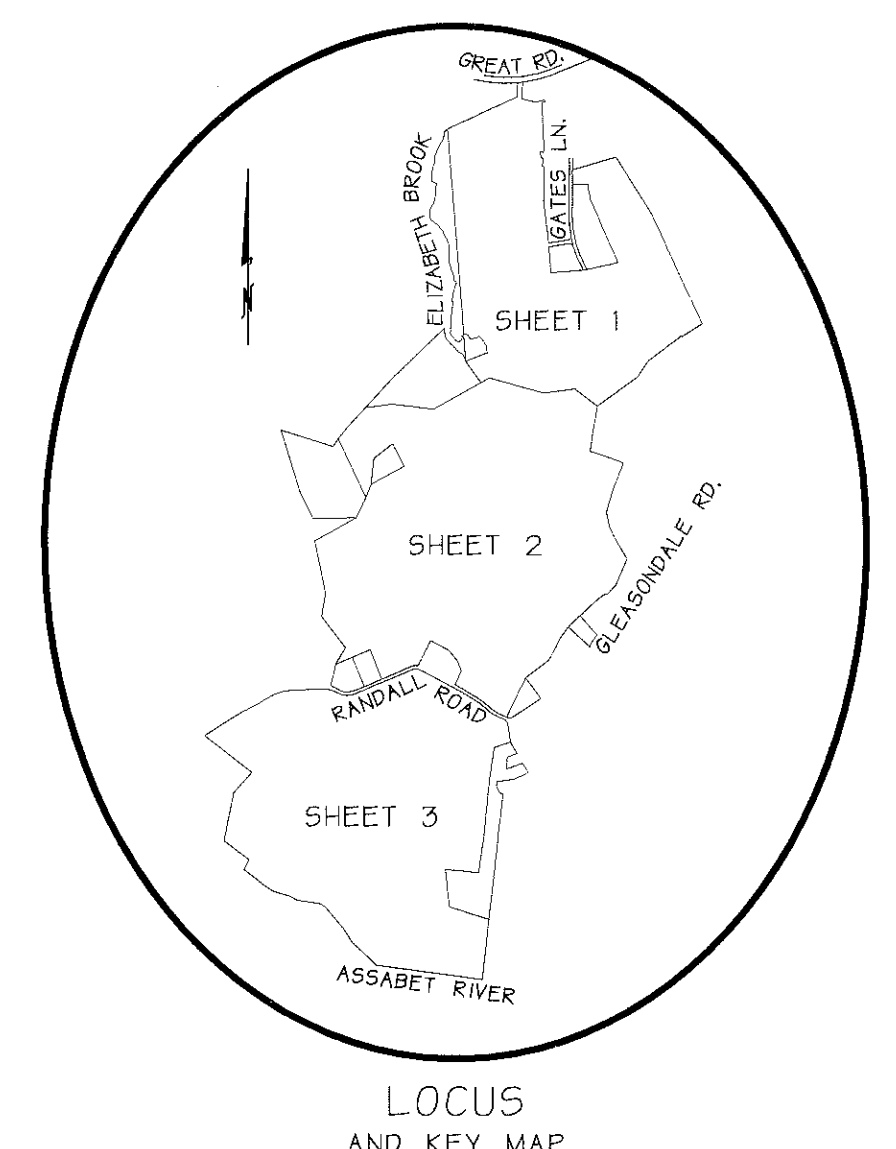 GREAT RD.
ELIZABETH BROOK
GATES LN.
N
SHEET 1
SHEET 2
GLEASONDALE RD.
RANDALL ROAD
SHEET 3
ASSABET RIVER
LOCUS
AND KEY MAP